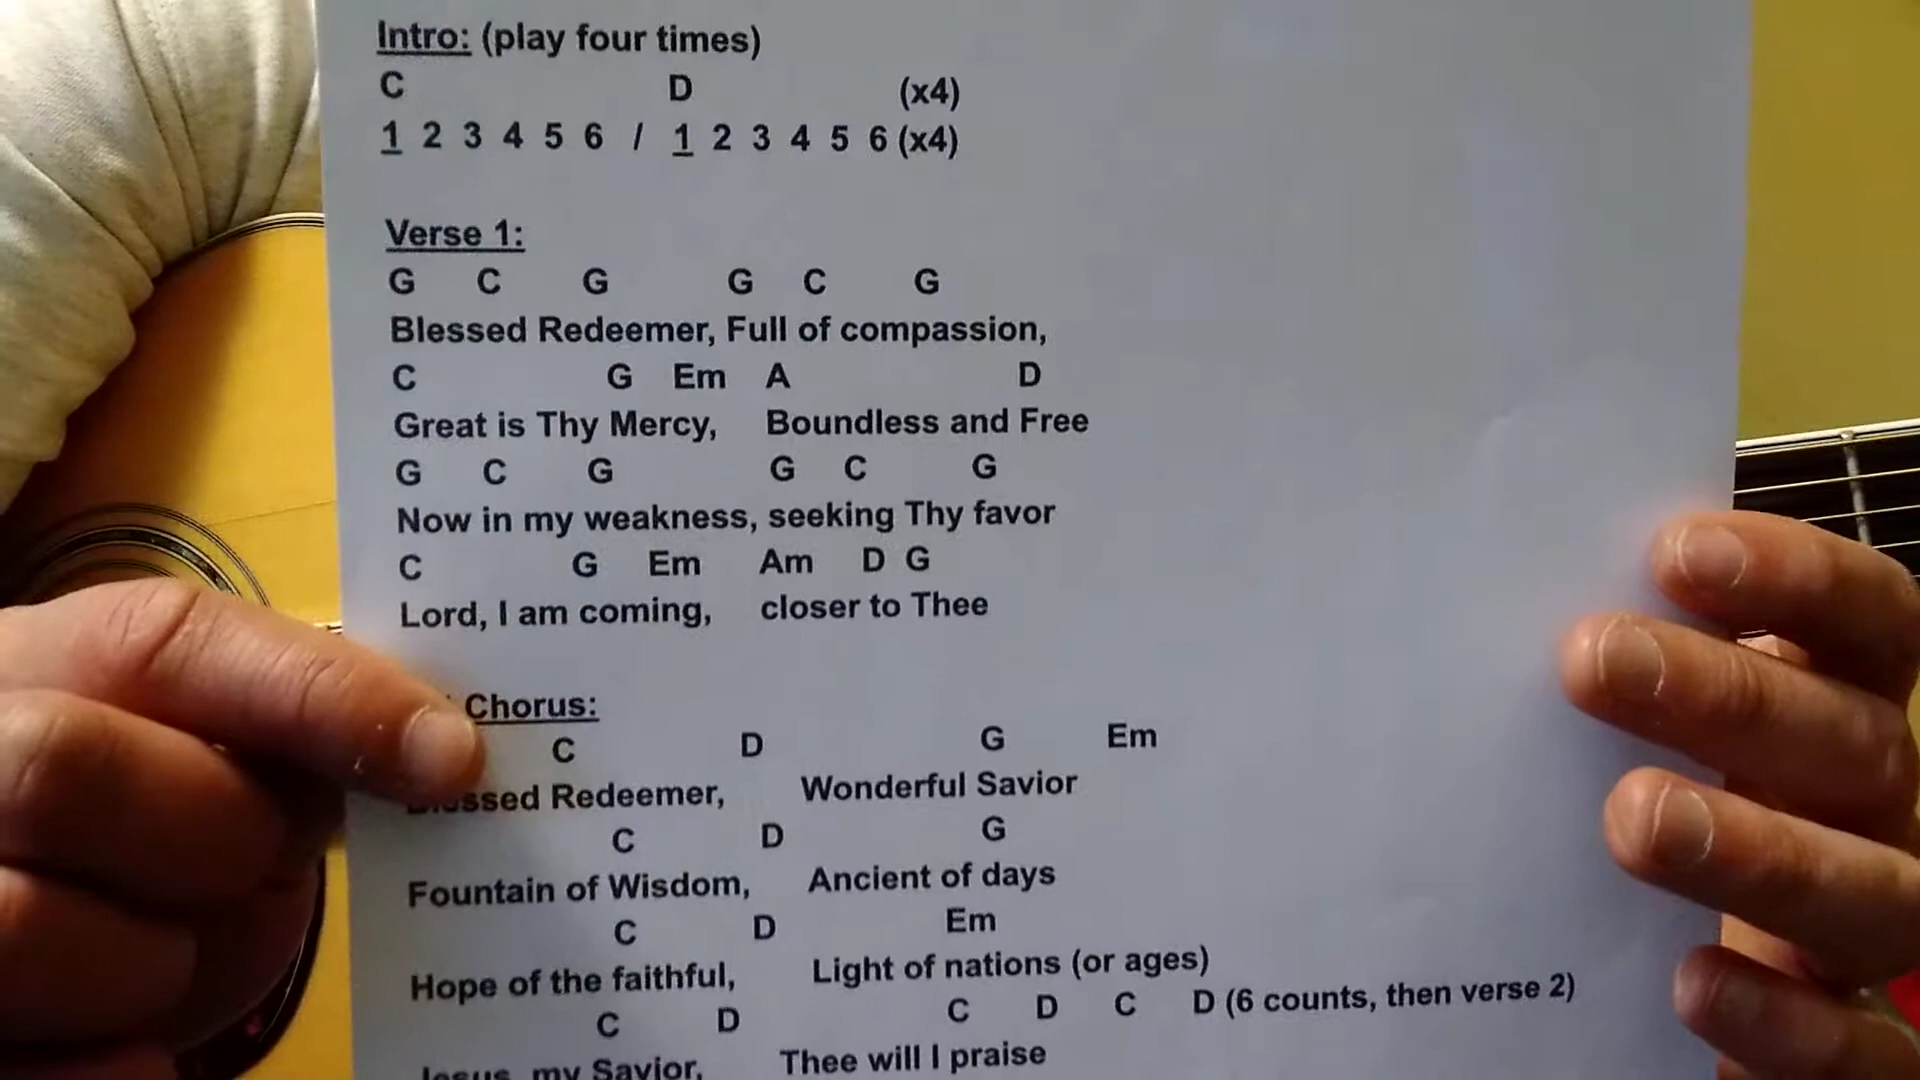 Intro: (play four times)
C D (x4)
1 2 3 4 5 6 / 1 2 3 4 5 6 (x4)
Verse 1:
G C G G C G
Blessed Redeemer, Full of compassion,
C G Em A D
Great is Thy Mercy, Boundless and Free
G C G G C G
Now in my weakness, seeking Thy favor
C G Em Am D G
Lord, I am coming, closer to Thee
Chorus:
C D G Em
Blessed Redeemer, Wonderful Savior
C D G
Fountain of Wisdom, Ancient of days
C D Em
Hope of the faithful, Light of nations (or ages)
C D C D C D (6 counts, then verse 2)
Jesus, my Savior, Thee will I praise